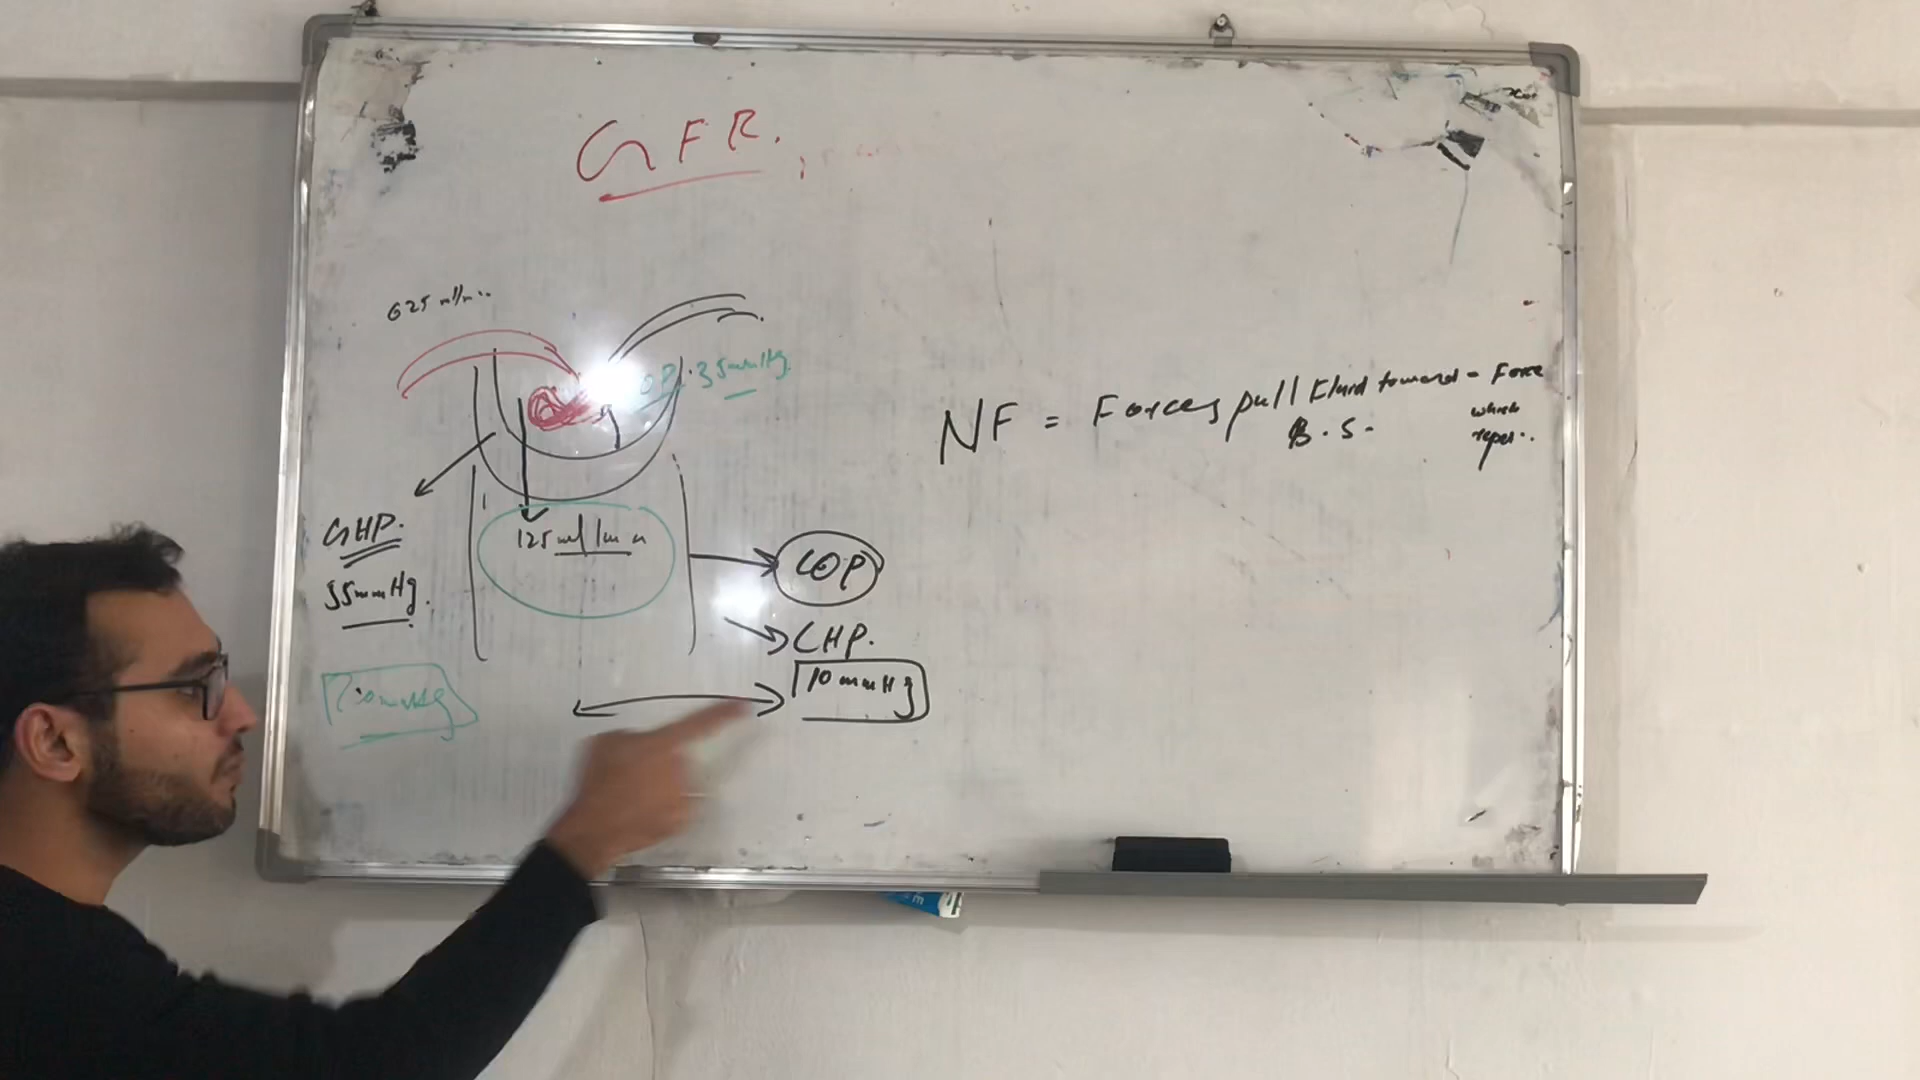 GFR.
625 ml/min
OP. 35mmHg.
NF = Forces pull Fluid toward - Force
B.S.
which
repel..
GHP.
55mmHg.
125 ml/min
COP
CHP.
10 mmHg